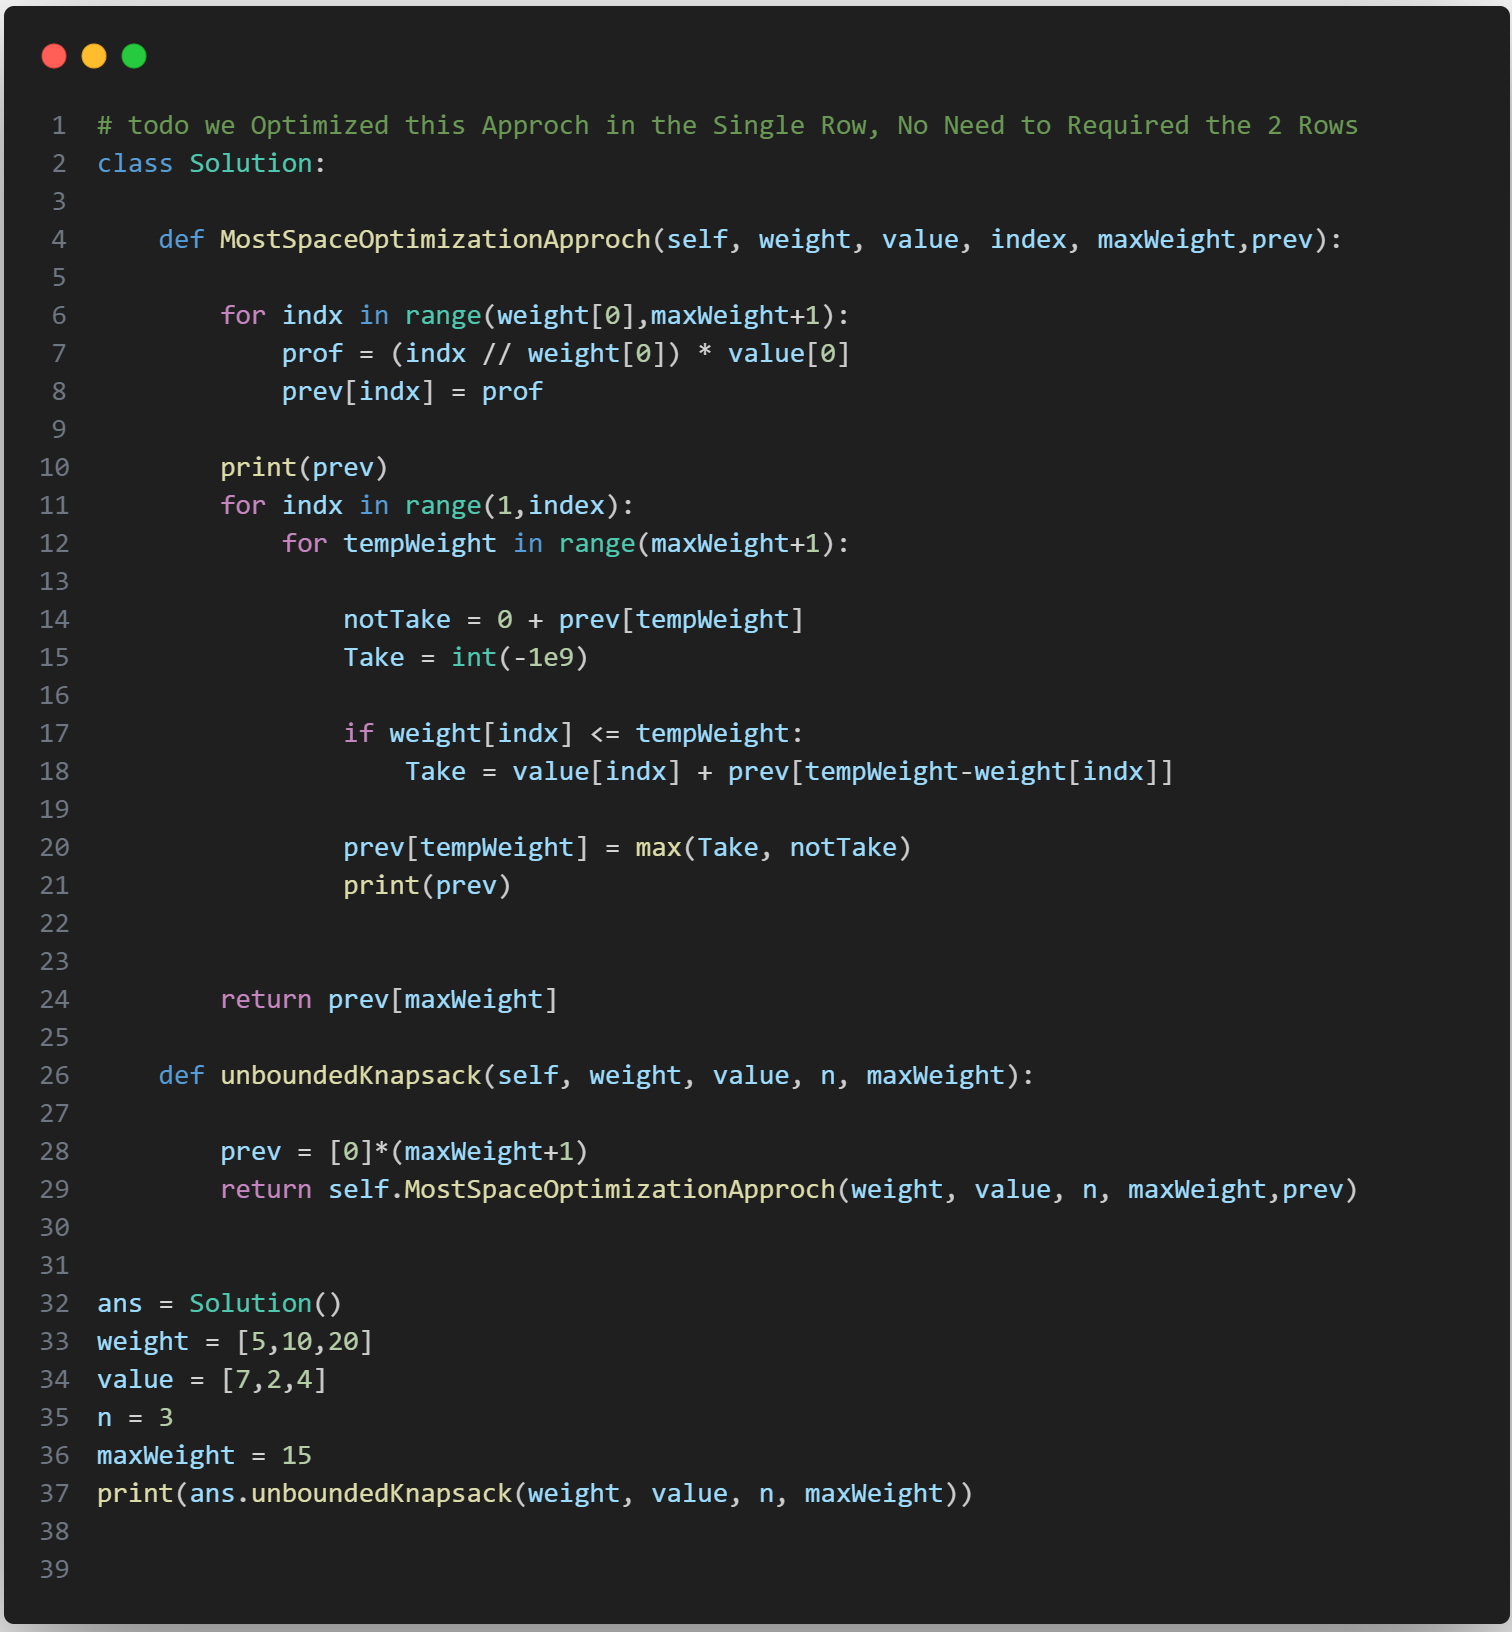 1 # todo we Optimized this Approch in the Single Row, No Need to Required the 2 Rows
2 class Solution:
3
4     def MostSpaceOptimizationApproch(self, weight, value, index, maxWeight,prev):
5
6         for indx in range(weight[0],maxWeight+1):
7             prof = (indx // weight[0]) * value[0]
8             prev[indx] = prof
9
10         print(prev)
11         for indx in range(1,index):
12             for tempWeight in range(maxWeight+1):
13
14                 notTake = 0 + prev[tempWeight]
15                 Take = int(-1e9)
16
17                 if weight[indx] <= tempWeight:
18                     Take = value[indx] + prev[tempWeight-weight[indx]]
19
20                 prev[tempWeight] = max(Take, notTake)
21                 print(prev)
22
23
24         return prev[maxWeight]
25
26     def unboundedKnapsack(self, weight, value, n, maxWeight):
27
28         prev = [0]*(maxWeight+1)
29         return self.MostSpaceOptimizationApproch(weight, value, n, maxWeight,prev)
30
31
32 ans = Solution()
33 weight = [5,10,20]
34 value = [7,2,4]
35 n = 3
36 maxWeight = 15
37 print(ans.unboundedKnapsack(weight, value, n, maxWeight))
38
39